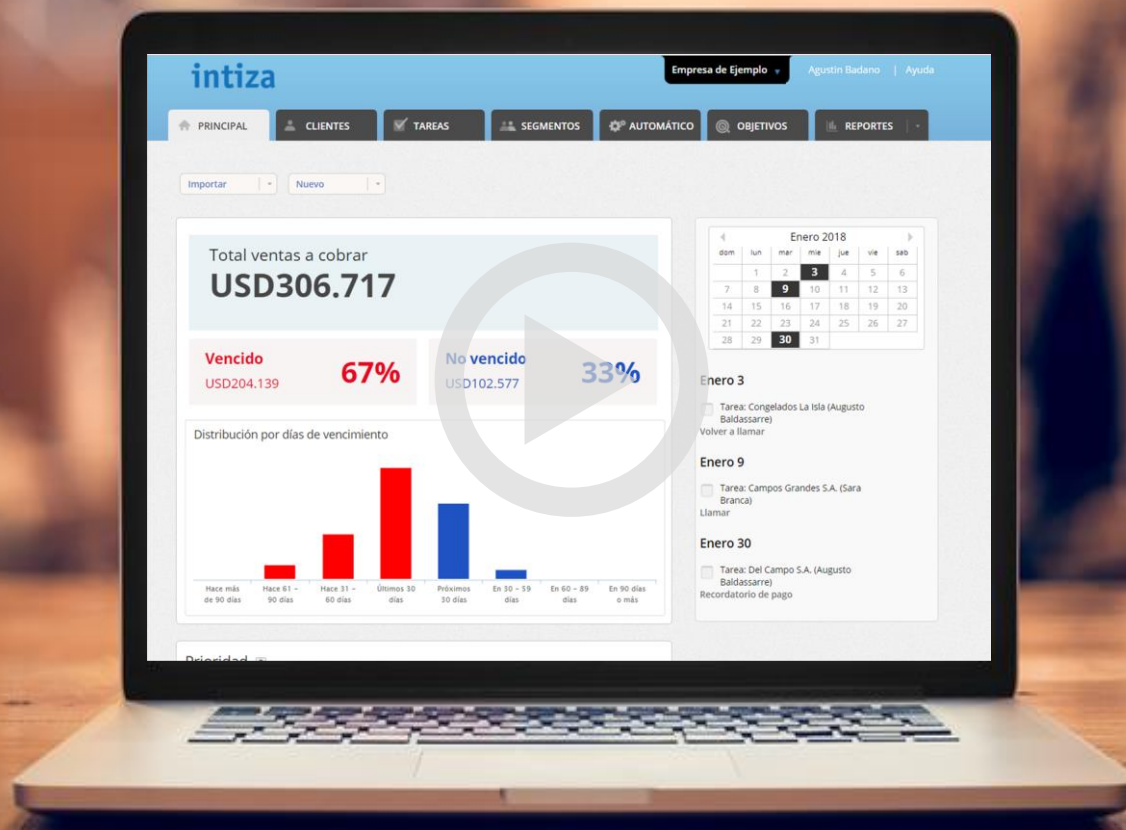 intiza
Empresa de Ejemplo
Agustin Badano | Ayuda
PRINCIPAL
CLIENTES
TAREAS
SEGMENTOS
AUTOMÁTICO
OBJETIVOS
REPORTES
Importar
Nuevo
Total ventas a cobrar
USD306.717
Vencido
USD204.139
67%
No vencido
USD102.577
33%
Distribución por días de vencimiento
Hace más
de 90 días
Hace 61 -
90 días
Hace 31 -
60 días
Últimos 30
días
Próximos
30 días
En 30 - 59
días
En 60 - 89
días
En 90 días
o más
Prioridad
Enero 2018
dom lun mar mie jue vie sab
1 2 3 4 5 6
7 8 9 10 11 12 13
14 15 16 17 18 19 20
21 22 23 24 25 26 27
28 29 30 31
Enero 3
Tarea: Congelados La Isla (Augusto
Baldassarre)
Volver a llamar
Enero 9
Tarea: Campos Grandes S.A. (Sara
Branca)
Llamar
Enero 30
Tarea: Del Campo S.A. (Augusto
Baldassarre)
Recordatorio de pago